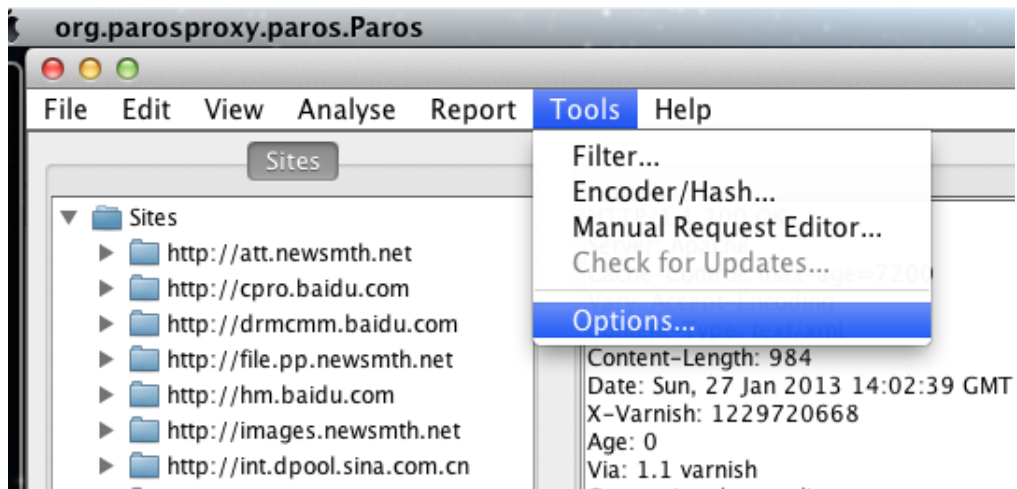 org.parosproxy.paros.Paros
File Edit View Analyse Report Tools Help
Sites
Sites
http://att.newsmth.net
http://cpro.baidu.com
http://drmcmm.baidu.com
http://file.pp.newsmth.net
http://hm.baidu.com
http://images.newsmth.net
http://int.dpool.sina.com.cn
Filter...
Encoder/Hash...
Manual Request Editor...
Check for Updates...
Options...
Content-Length: 984
Date: Sun, 27 Jan 2013 14:02:39 GMT
X-Varnish: 1229720668
Age: 0
Via: 1.1 varnish